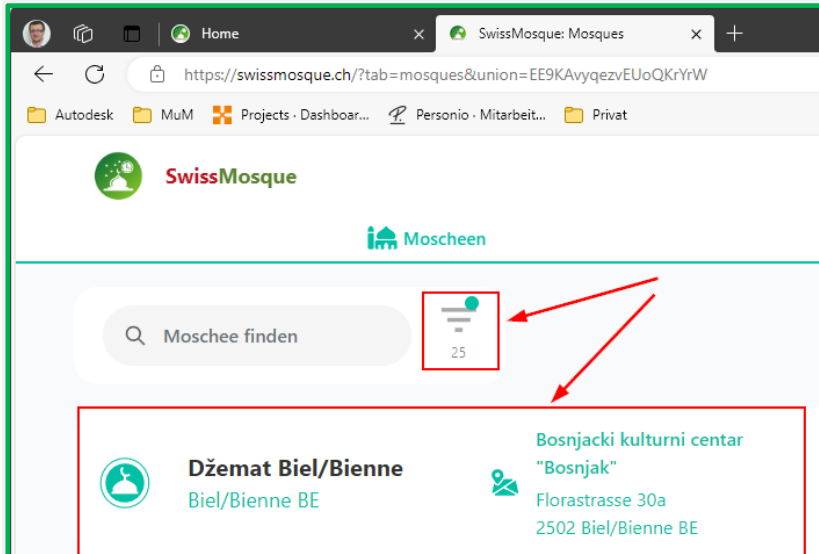 Home
SwissMosque: Mosques
https://swissmosque.ch/?tab=mosques&union=EE9KAvyqezvEUoQKrYrW
Autodesk MuM Projects · Dashboar... Personio · Mitarbeit... Privat
SwissMosque
Moscheen
Moschee finden
25
Džemat Biel/Bienne
Biel/Bienne BE
Bosnjacki kulturni centar
"Bosnjak"
Florastrasse 30a
2502 Biel/Bienne BE